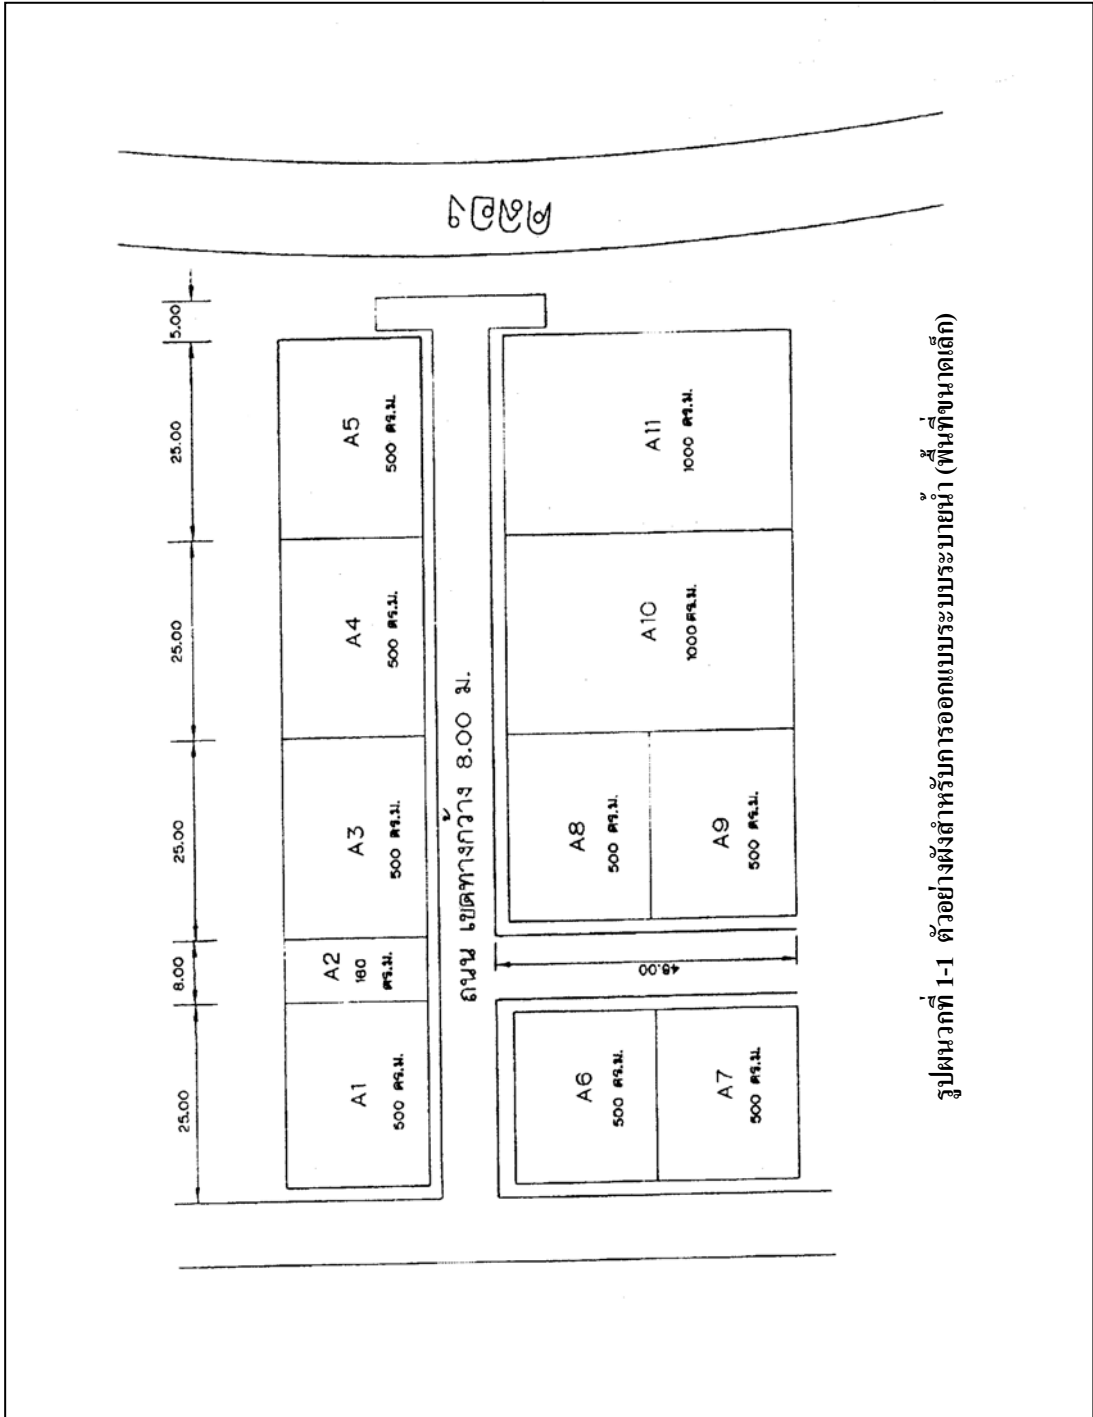 คลอง
25.00
8.00
25.00
25.00
25.00
5.00
A1
500 ตร.ม.
A2
160
ตร.ม.
A3
500 ตร.ม.
A4
500 ตร.ม.
A5
500 ตร.ม.
ถนน เขตทางกว้าง 8.00 ม.
A6
500 ตร.ม.
A7
500 ตร.ม.
48.00
A8
500 ตร.ม.
A9
500 ตร.ม.
A10
1000 ตร.ม.
A11
1000 ตร.ม.
รูปผนวกที่ 1-1 ตัวอย่างผังสำหรับการออกแบบระบบระบายน้ำ (พื้นที่ขนาดเล็ก)